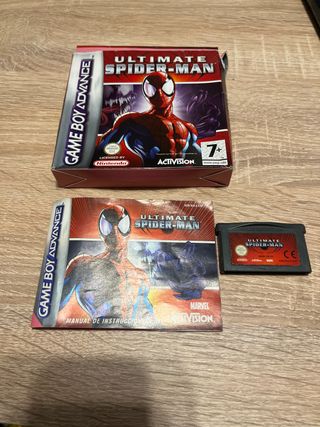 GAME BOY ADVANCE
ULTIMATE
SPIDER-MAN
LICENSED BY
Nintendo
ACTIVISION
7+
GAME BOY ADVANCE
ULTIMATE
SPIDER-MAN
MARVEL
ACTIVISION
MANUAL DE
ULTIMATE
SPIDER-MAN
CE